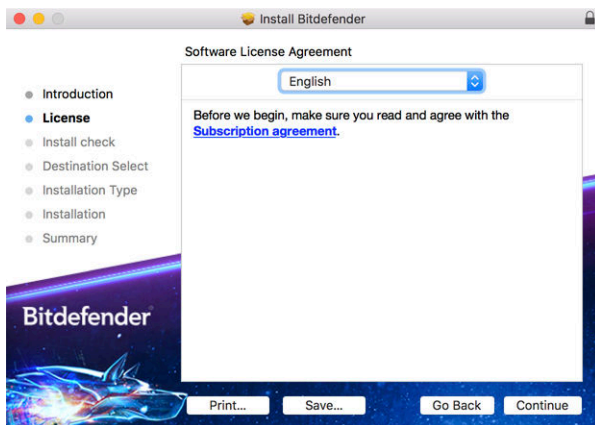 Install Bitdefender
Software License Agreement
English
Introduction
License
Install check
Destination Select
Installation Type
Installation
Summary
Before we begin, make sure you read and agree with the
Subscription agreement.
Bitdefender
Print...
Save...
Go Back
Continue